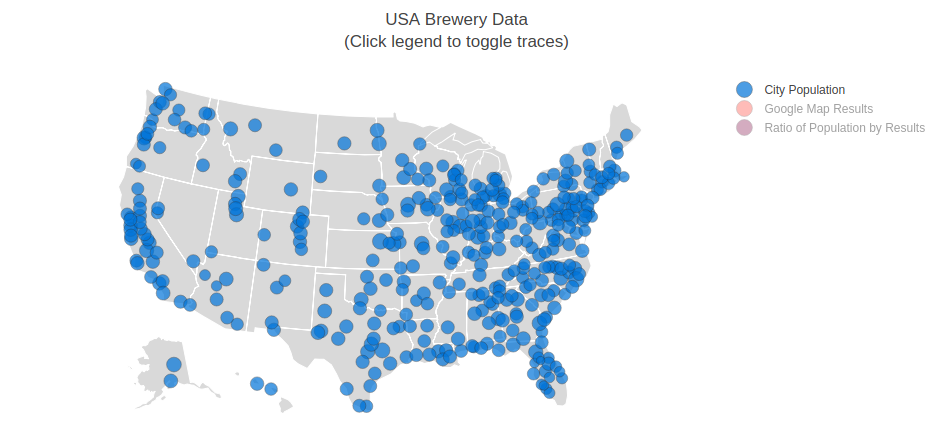 USA Brewery Data
(Click legend to toggle traces)
City Population
Google Map Results
Ratio of Population by Results